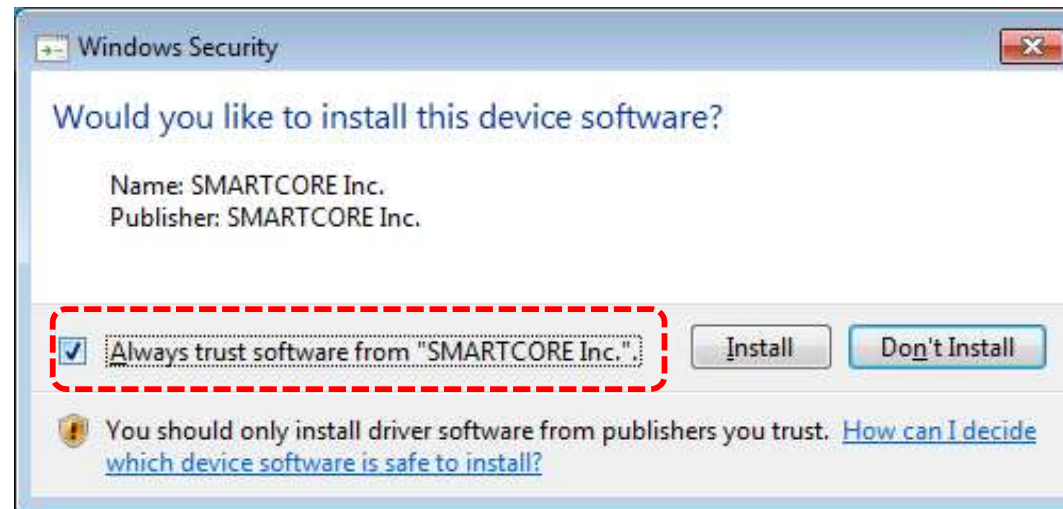 Windows Security
Would you like to install this device software?
Name: SMARTCORE Inc.
Publisher: SMARTCORE Inc.
Always trust software from "SMARTCORE Inc.".
Install
Don't Install
You should only install driver software from publishers you trust. How can I decide
which device software is safe to install?